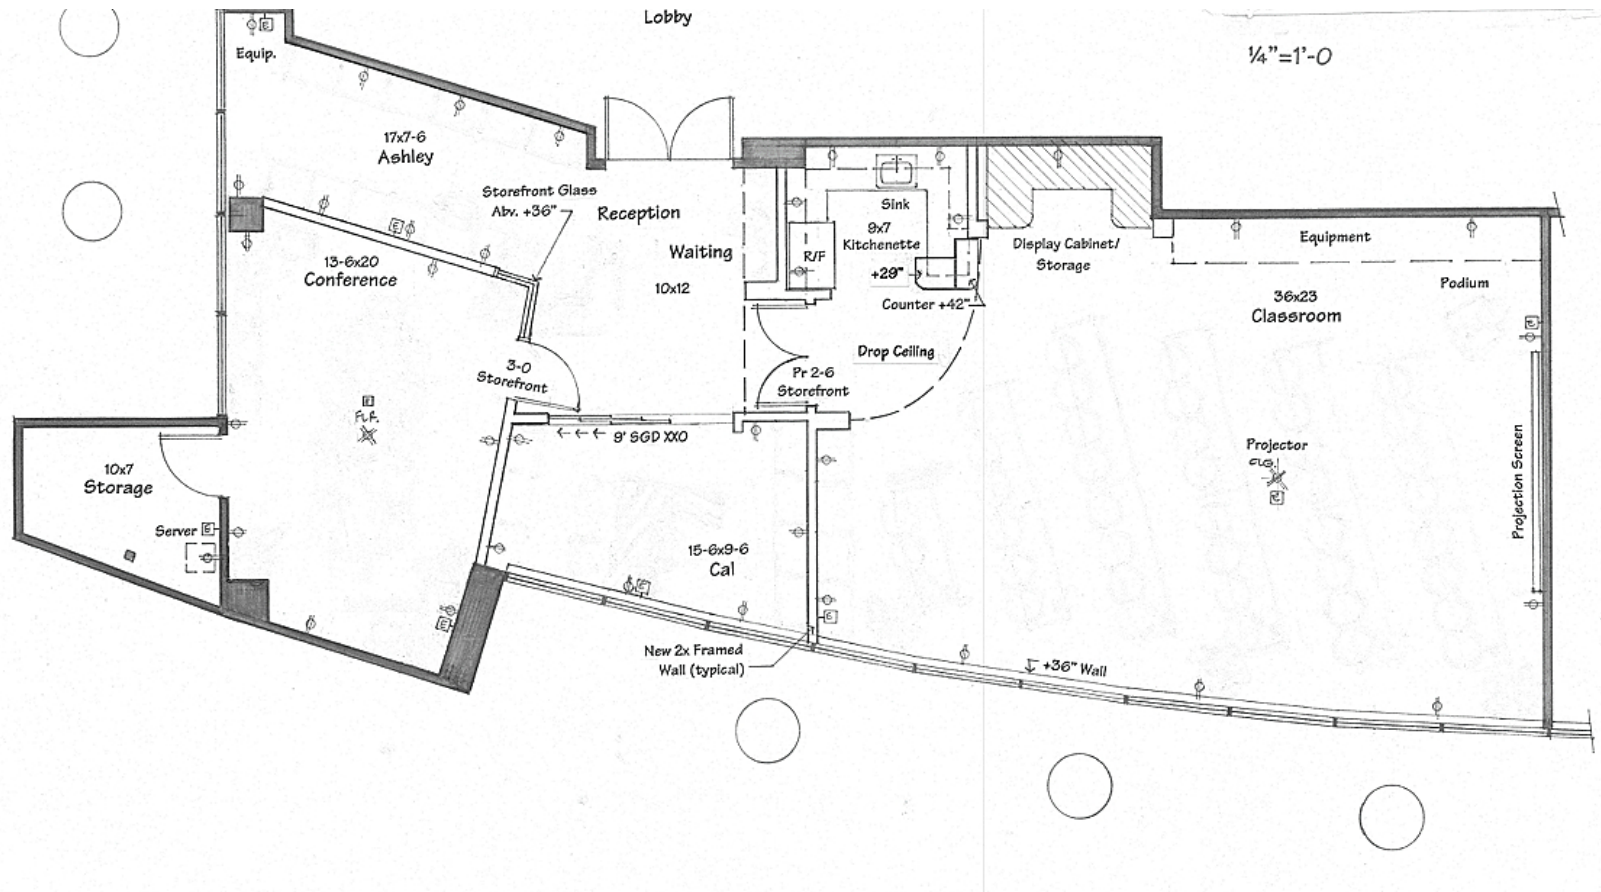 Lobby
¼"=1'-0
Equip.
17x7-6
Ashley
Storefront Glass
Abv. +36"
Reception
Waiting
10x12
Sink
9x7
Kitchenette
R/F
+29"
Counter +42"
Display Cabinet/
Storage
Equipment
Podium
36x23
Classroom
13-6x20
Conference
3-0
Storefront
Drop Ceiling
Pr 2-6
Storefront
9' SGD XXO
FLR.
10x7
Storage
Server
E
E
E
E
E
Projector
CLG.
Projection Screen
15-6x9-6
Cal
New 2x Framed
Wall (typical)
+36" Wall